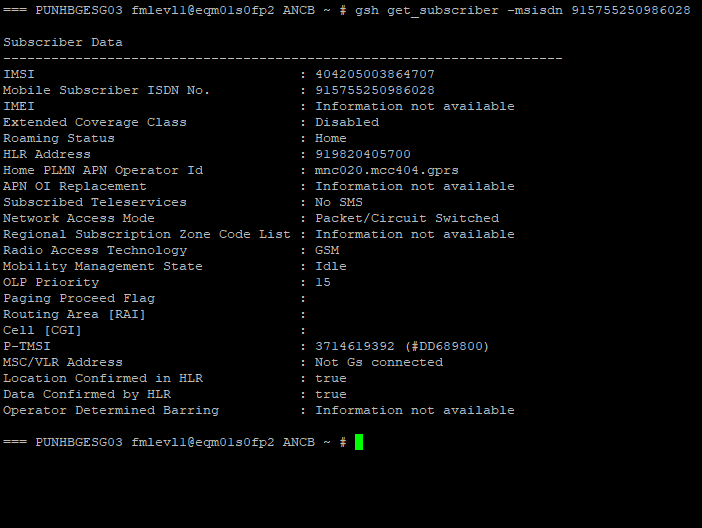 === PUNHBGESG03 fmlevl1@eqm01s0fp2 ANCB ~ # gsh get_subscriber -msisdn 915755250986028
Subscriber Data
----------------------------------------------------------------------
IMSI : 404205003864707
Mobile Subscriber ISDN No. : 915755250986028
IMEI : Information not available
Extended Coverage Class : Disabled
Roaming Status : Home
HLR Address : 919820405700
Home PLMN APN Operator Id : mnc020.mcc404.gprs
APN OI Replacement : Information not available
Subscribed Teleservices : No SMS
Network Access Mode : Packet/Circuit Switched
Regional Subscription Zone Code List : Information not available
Radio Access Technology : GSM
Mobility Management State : Idle
OLP Priority : 15
Paging Proceed Flag :
Routing Area [RAI] :
Cell [CGI] :
P-TMSI : 3714619392 (#DD689800)
MSC/VLR Address : Not Gs connected
Location Confirmed in HLR : true
Data Confirmed by HLR : true
Operator Determined Barring : Information not available
=== PUNHBGESG03 fmlevl1@eqm01s0fp2 ANCB ~ #